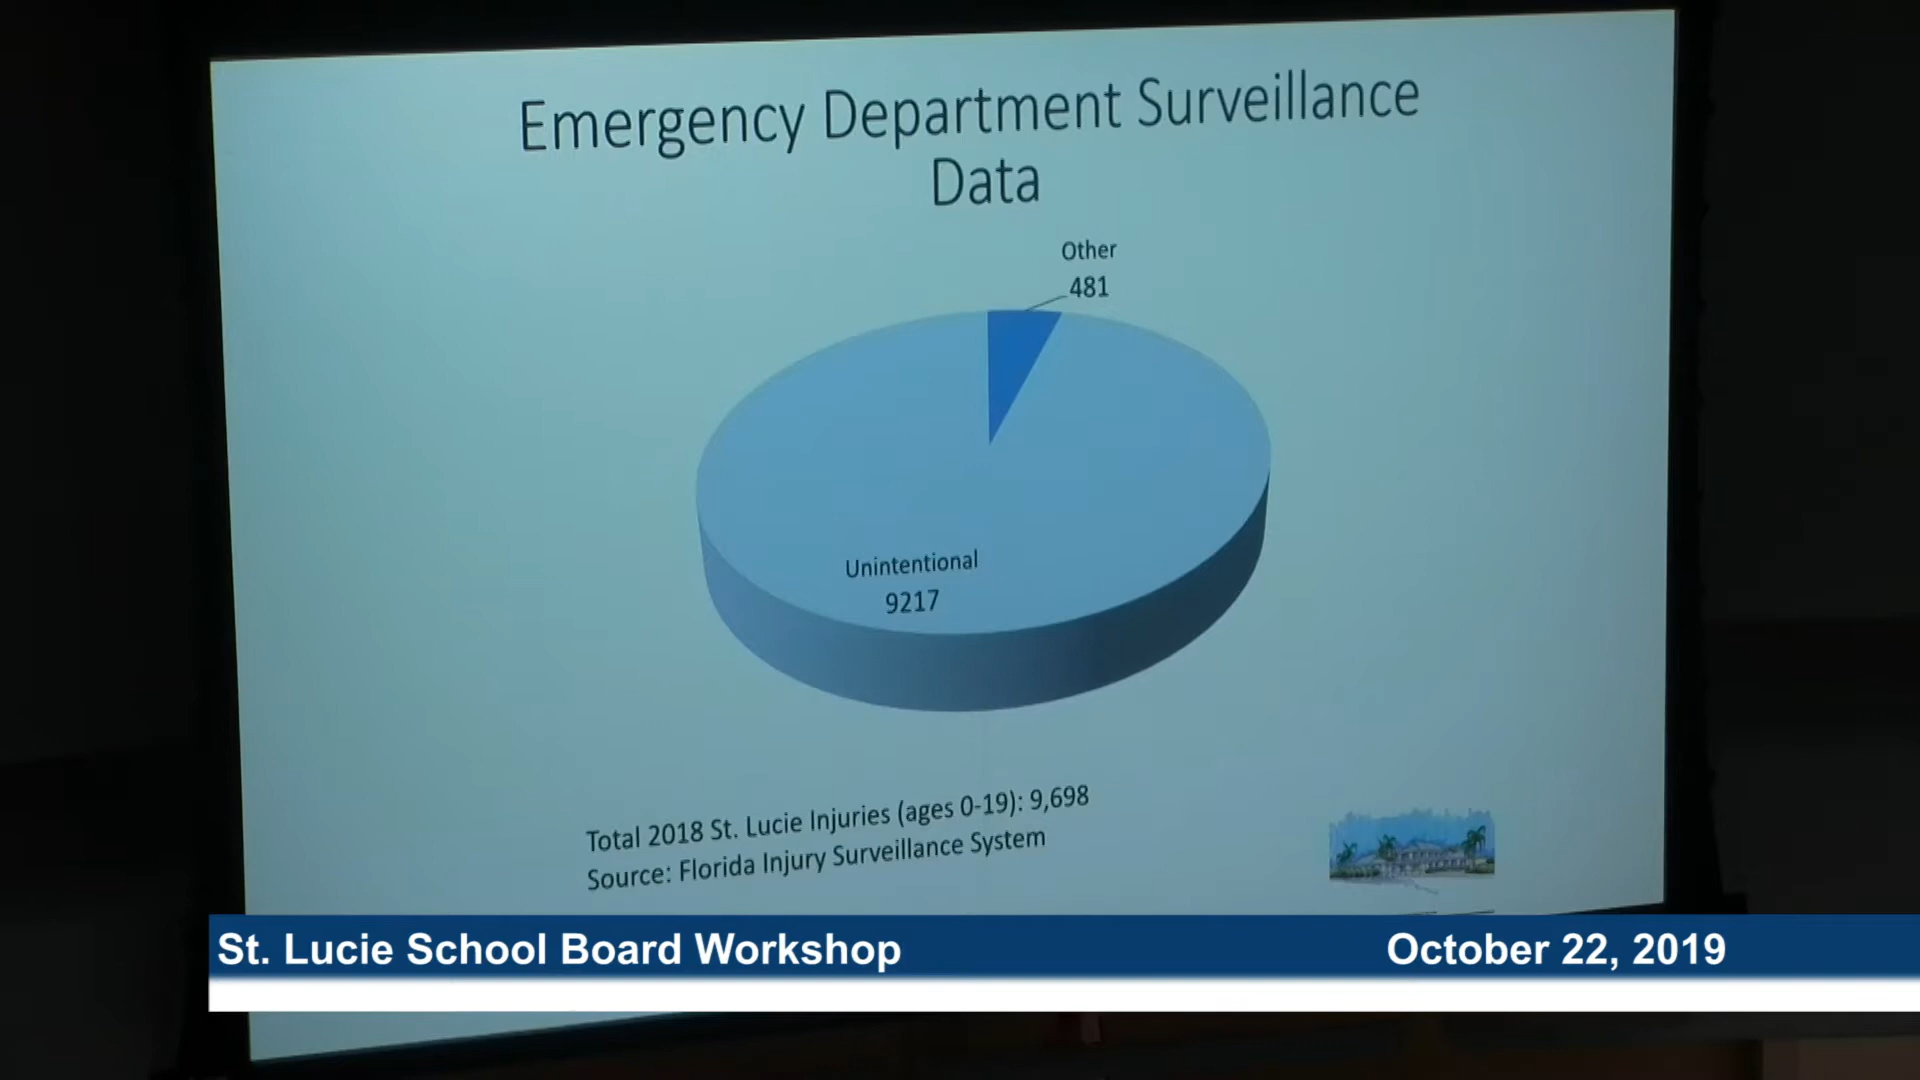 Emergency Department Surveillance
Data
Other
481
Unintentional
9217
Total 2018 St. Lucie Injuries (ages 0-19): 9,698
Source: Florida Injury Surveillance System
St. Lucie School Board Workshop
October 22, 2019